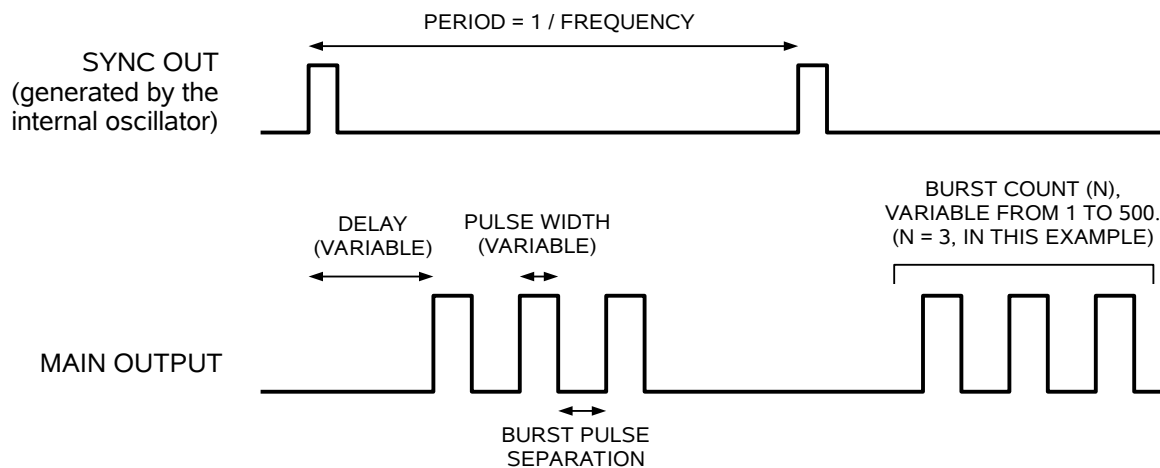 PERIOD = 1 / FREQUENCY
SYNC OUT
(generated by the
internal oscillator)
BURST COUNT (N),
VARIABLE FROM 1 TO 500.
(N = 3, IN THIS EXAMPLE)
DELAY
(VARIABLE)
PULSE WIDTH
(VARIABLE)
MAIN OUTPUT
BURST PULSE
SEPARATION